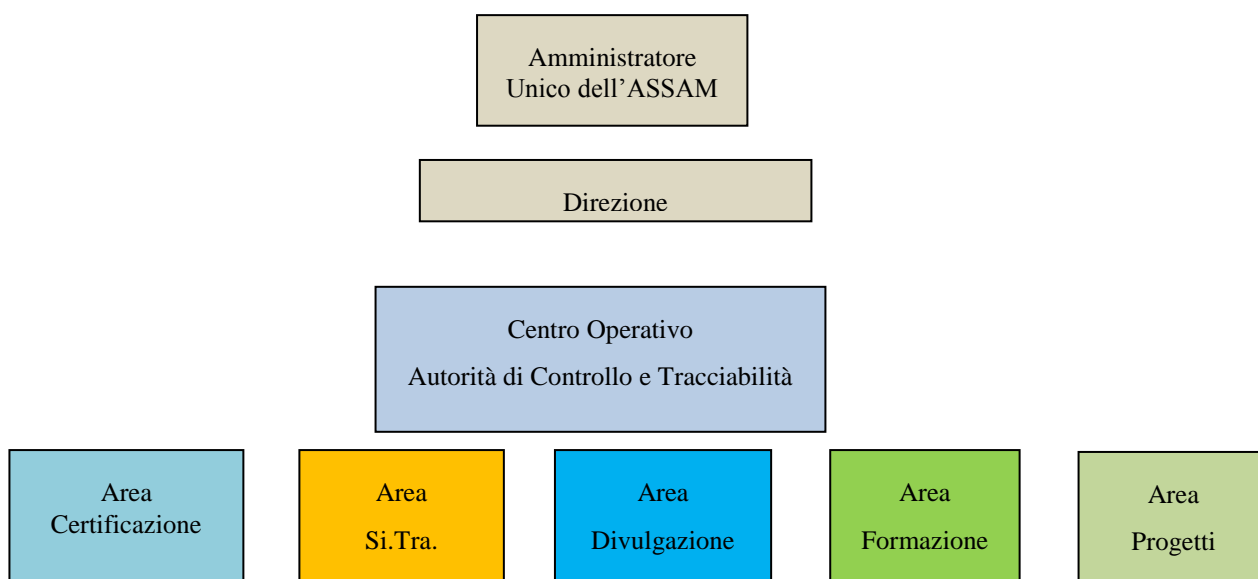 Amministratore
Unico dell’ASSAM
Direzione
Centro Operativo
Autorità di Controllo e Tracciabilità
Area
Certificazione
Area
Si.Tra.
Area
Divulgazione
Area
Formazione
Area
Progetti